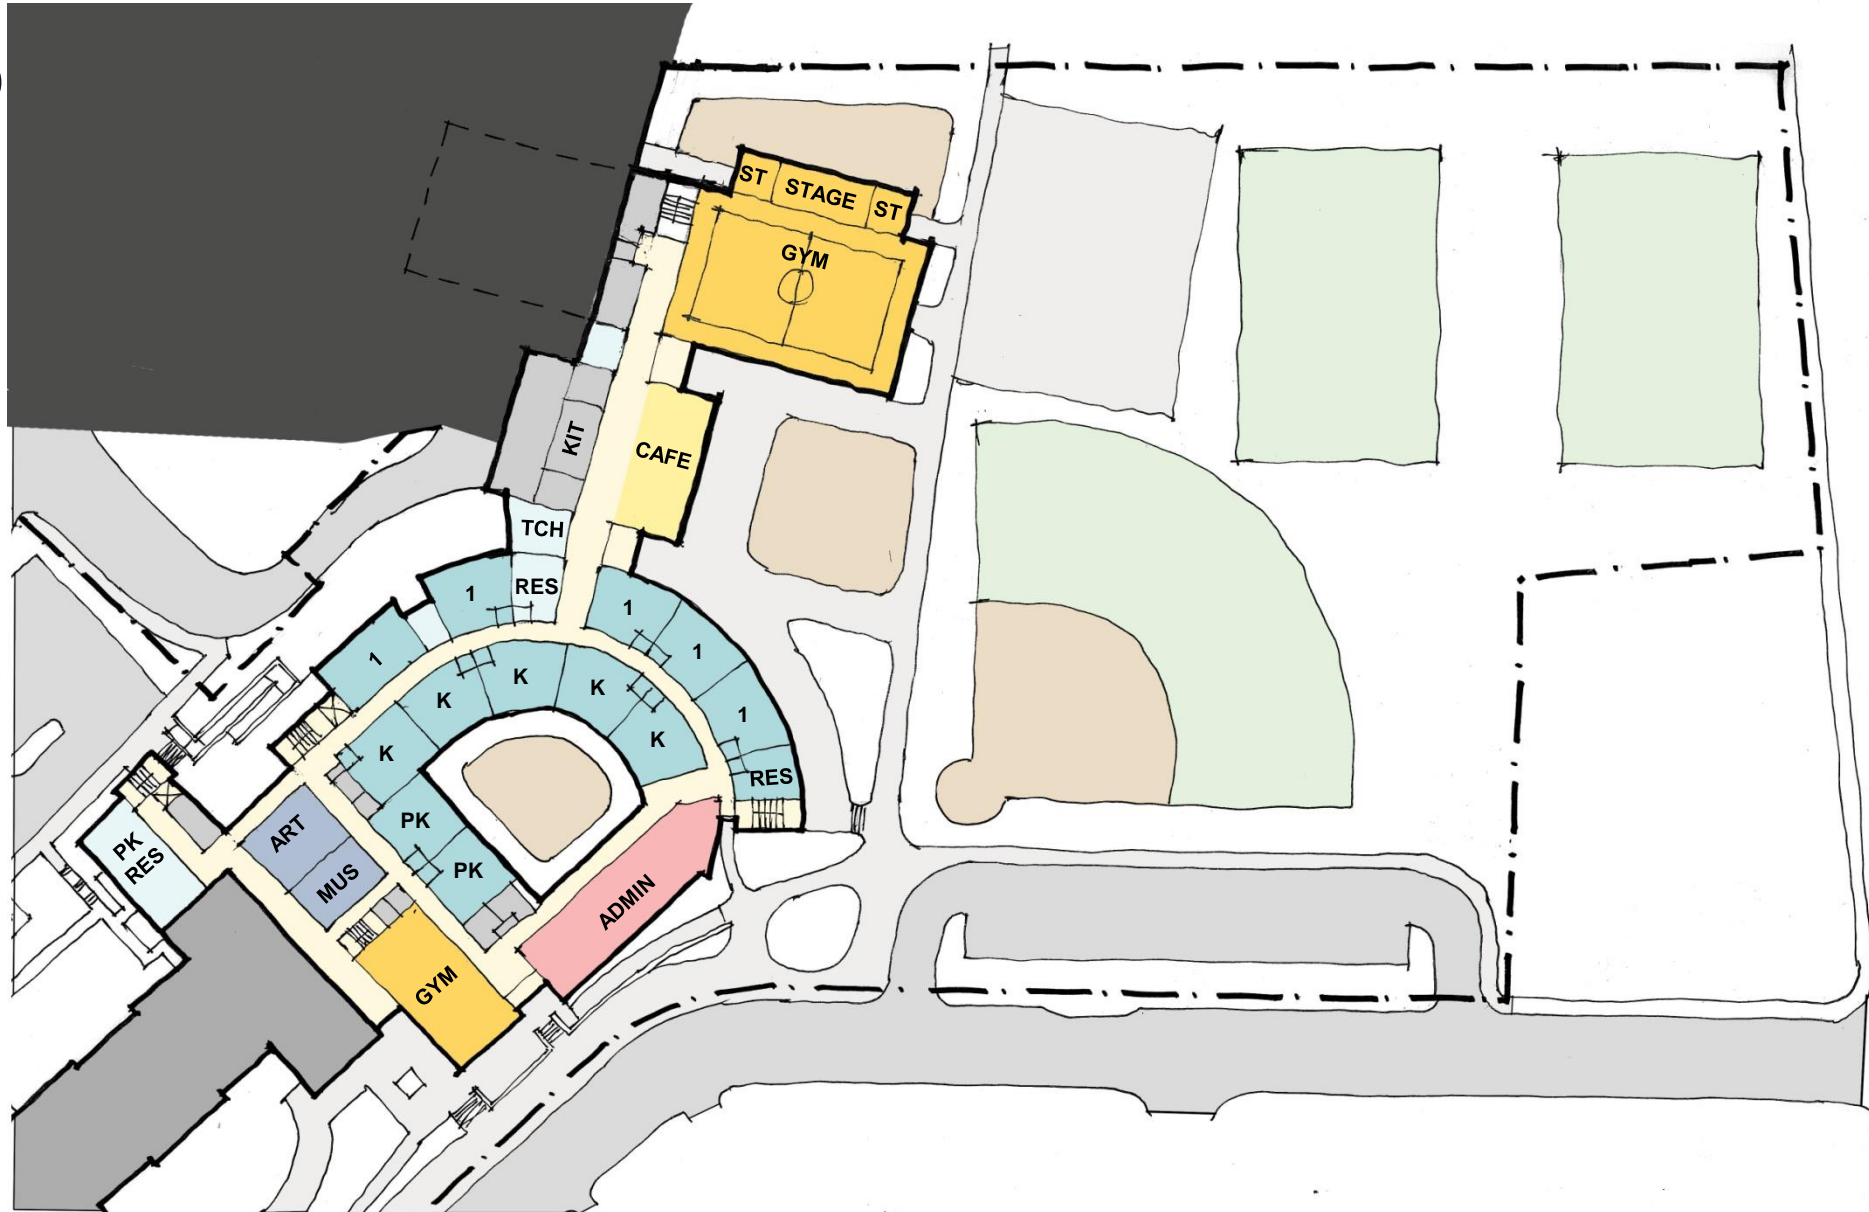 ST
STAGE
ST
GYM
KIT
CAFE
TCH
RES
1
1
1
1
1
K
K
K
K
K
RES
PK
PK
ART
MUS
PK
RES
ADMIN
GYM